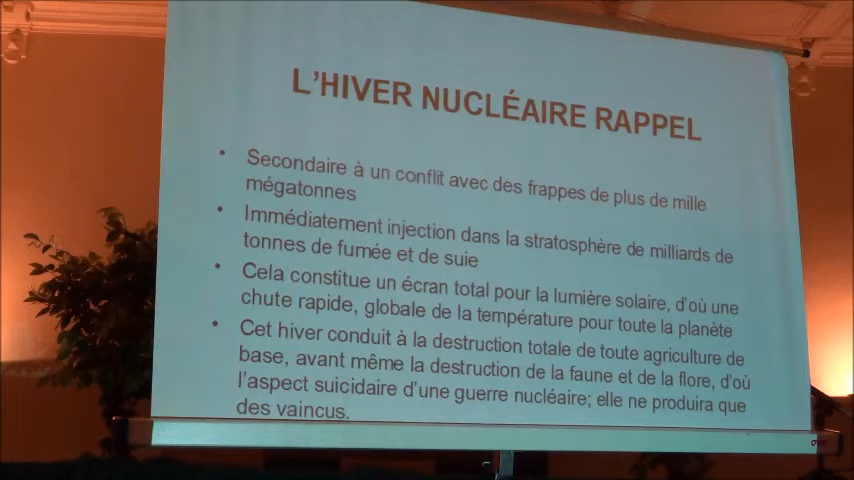 L'HIVER NUCLÉAIRE RAPPEL
• Secondaire à un conflit avec des frappes de plus de mille
mégatonnes
• Immédiatement injection dans la stratosphère de milliards de
tonnes de fumée et de suie
• Cela constitue un écran total pour la lumière solaire, d'où une
chute rapide, globale de la température pour toute la planète
• Cet hiver conduit à la destruction totale de toute agriculture de
base, avant même la destruction de la faune et de la flore, d'où
l'aspect suicidaire d'une guerre nucléaire; elle ne produira que
des vaincus.